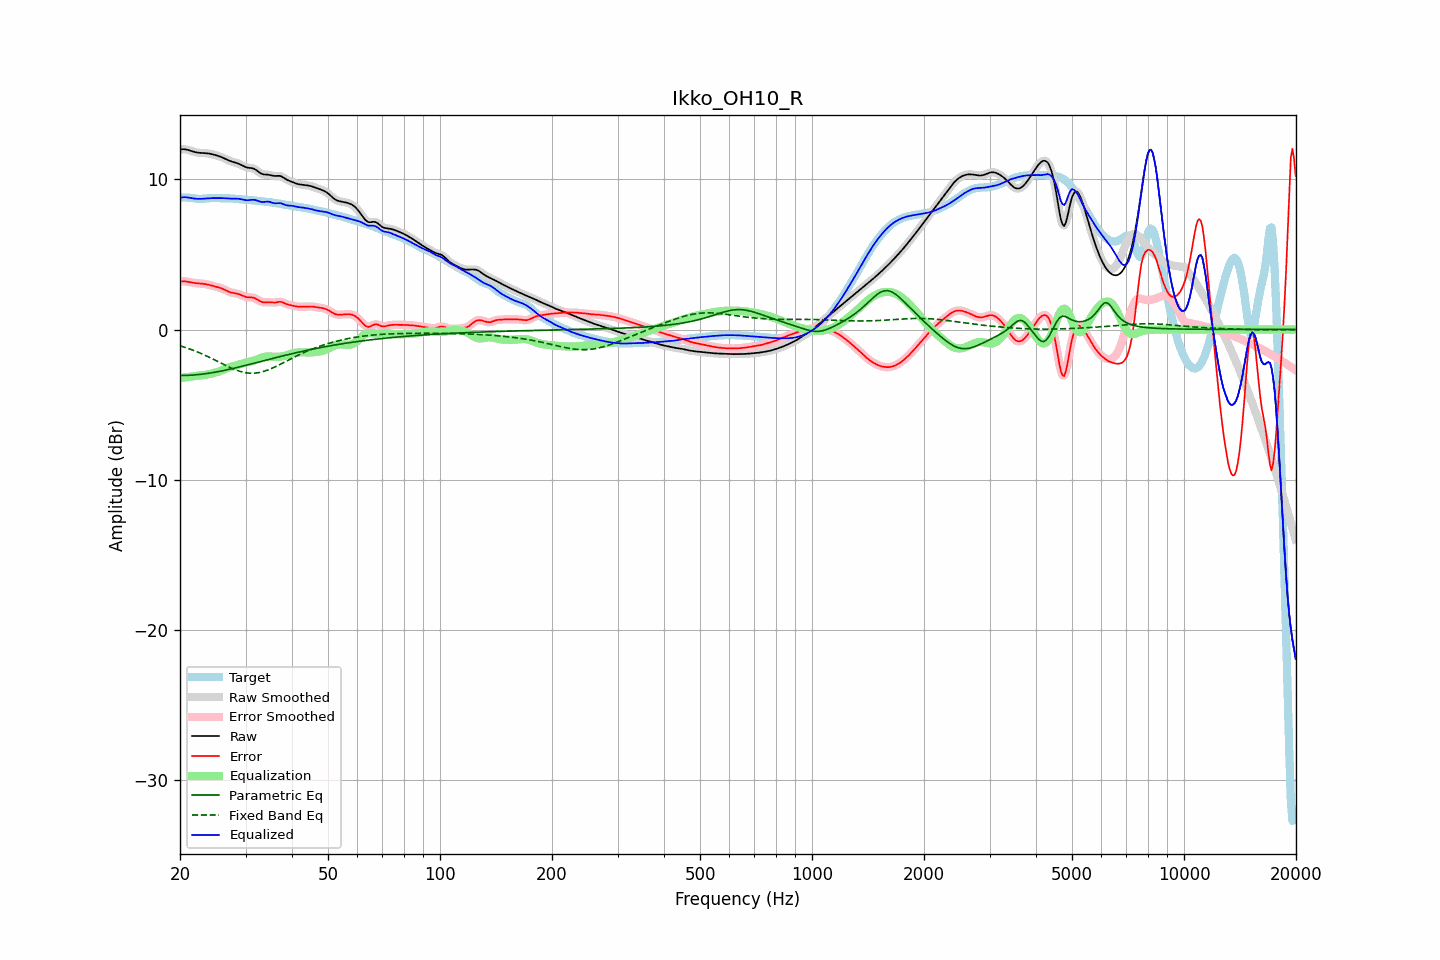 Ikko_OH10_R
Amplitude (dBr)
10
0
−10
−20
−30
Target
Raw Smoothed
Error Smoothed
Raw
Error
Equalization
Parametric Eq
Fixed Band Eq
Equalized
20 50 100 200 500 1000 2000 5000 10000 20000
Frequency (Hz)